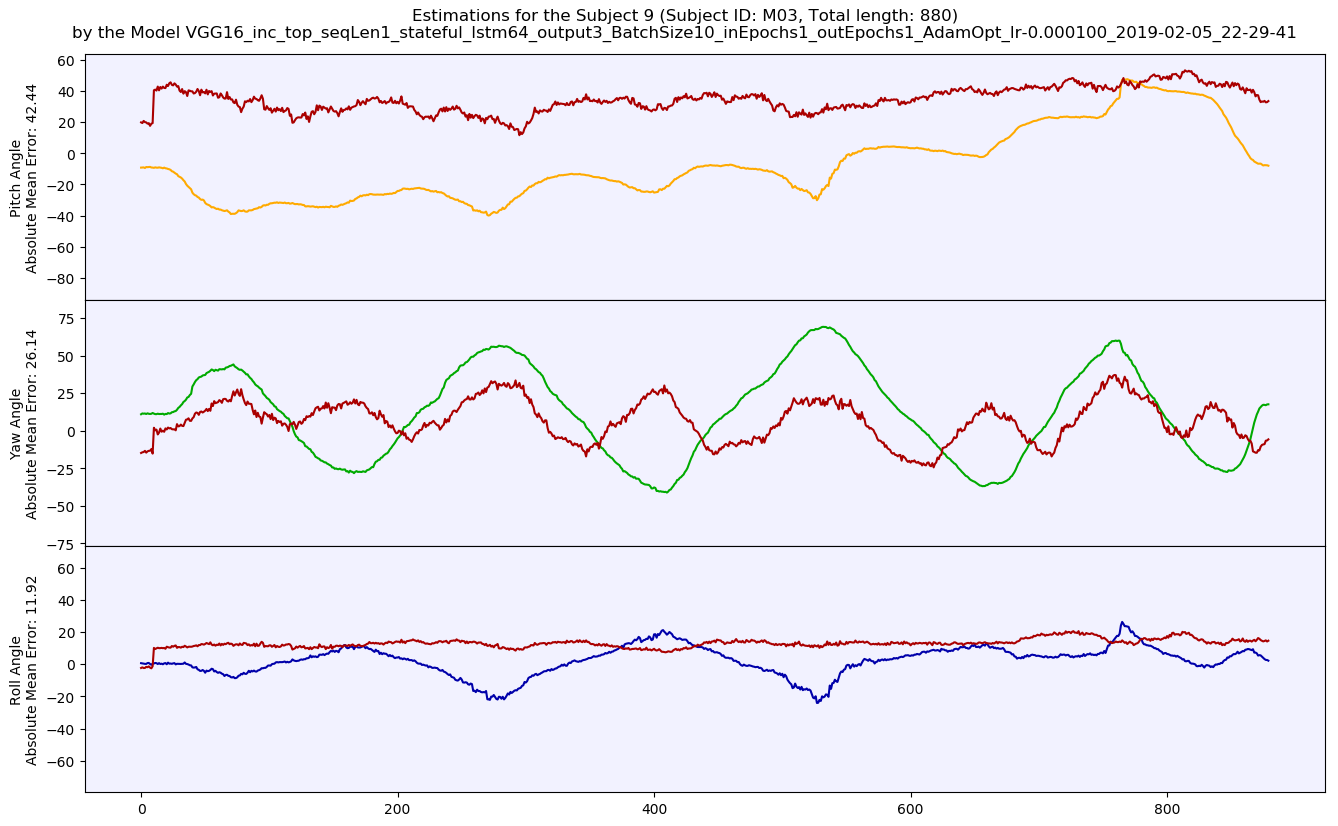 Estimations for the Subject 9 (Subject ID: M03, Total length: 880)
by the Model VGG16_inc_top_seqLen1_stateful_lstm64_output3_BatchSize10_inEpochs1_outEpochs1_AdamOpt_lr-0.000100_2019-02-05_22-29-41
Pitch Angle
Absolute Mean Error: 42.44
60
40
20
0
−20
−40
−60
−80
Yaw Angle
Absolute Mean Error: 26.14
75
50
25
0
−25
−50
−75
Roll Angle
Absolute Mean Error: 11.92
60
40
20
0
−20
−40
−60
0 200 400 600 800